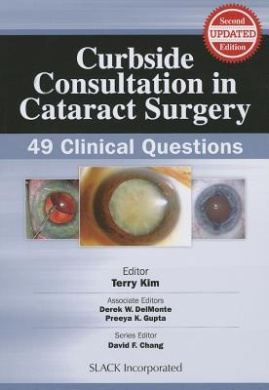 Second
UPDATED
Edition
Curbside
Consultation in
Cataract Surgery
49 Clinical Questions
Editor
Terry Kim
Associate Editors
Derek W. DelMonte
Preeya K. Gupta
Series Editor
David F. Chang
SLACK Incorporated